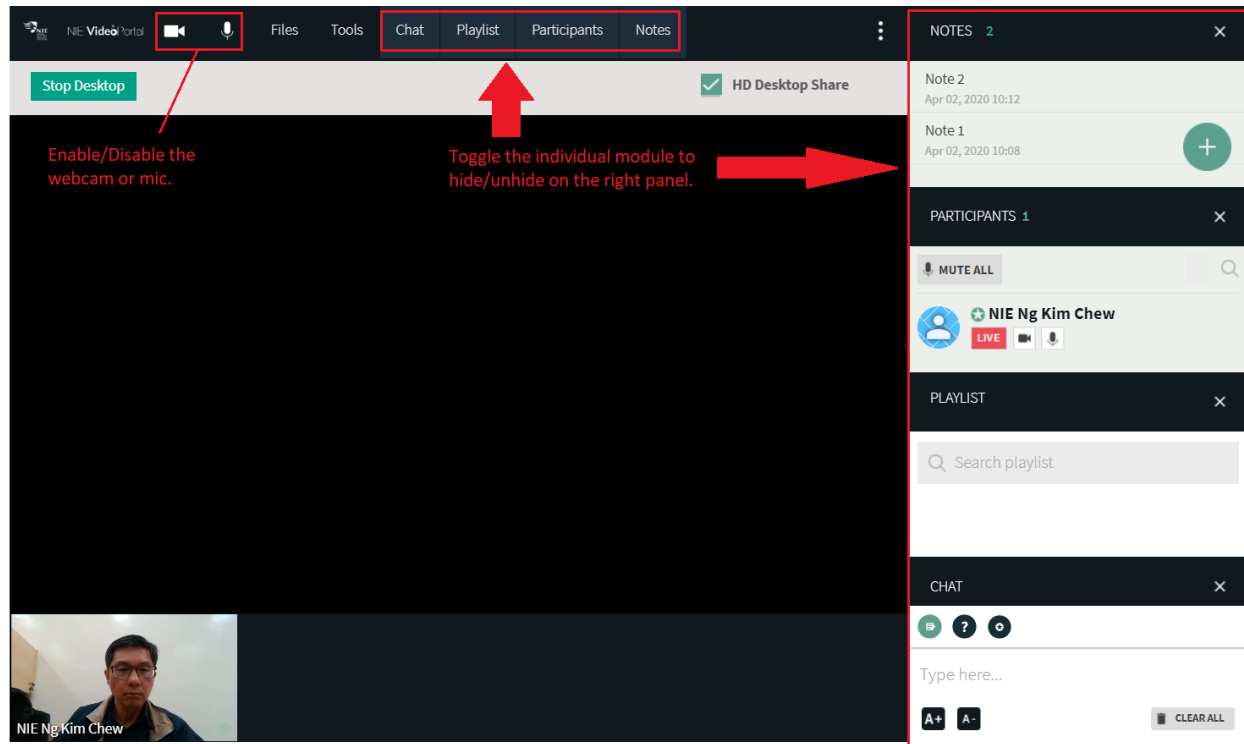 NIE
NIE VideoPortal
Files
Tools
Chat
Playlist
Participants
Notes
Stop Desktop
HD Desktop Share
Enable/Disable the
webcam or mic.
Toggle the individual module to
hide/unhide on the right panel.
NIE Ng Kim Chew
NOTES 2
Note 2
Apr 02, 2020 10:12
Note 1
Apr 02, 2020 10:08
PARTICIPANTS 1
MUTE ALL
NIE Ng Kim Chew
LIVE
PLAYLIST
Search playlist
CHAT
?
Type here...
A+ A-
CLEAR ALL